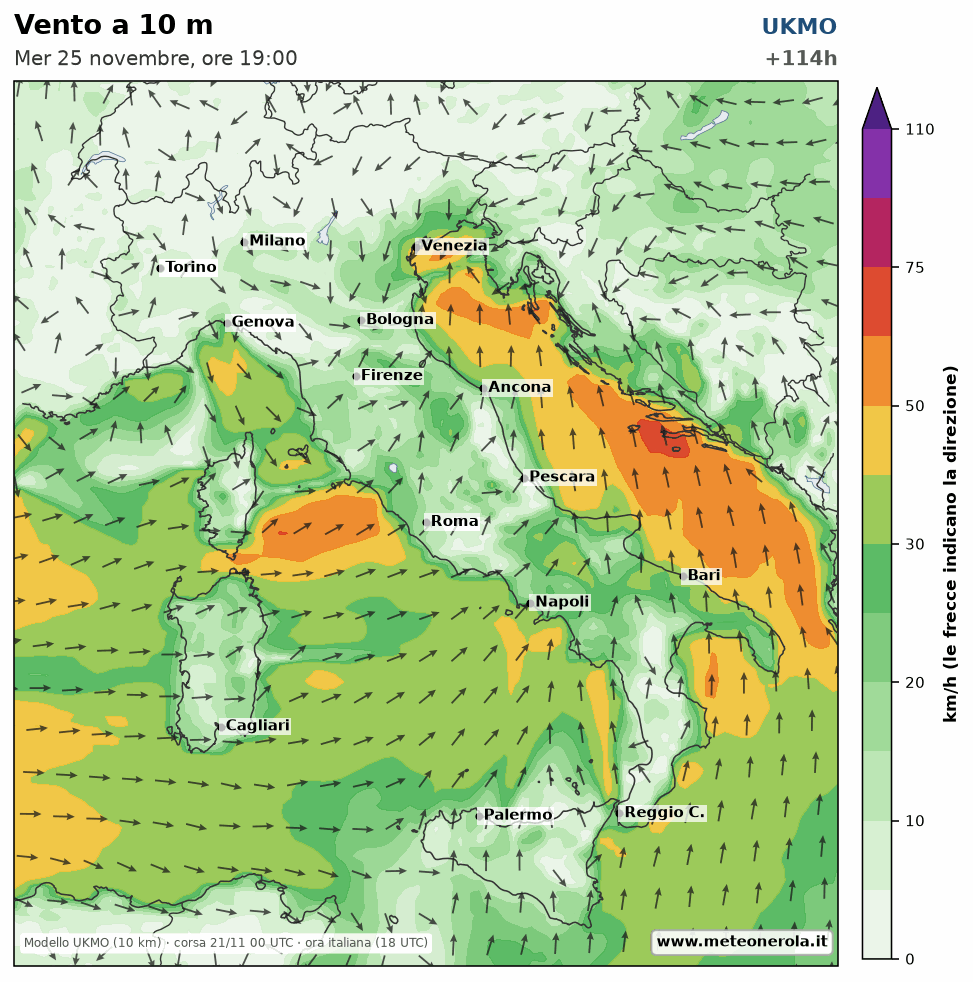 Vento a 10 m
UKMO
Mer 25 novembre, ore 19:00
+114h
110
75
50
30
20
10
0
km/h (le frecce indicano la direzione)
Venezia
Milano
Torino
Genova
Bologna
Firenze
Ancona
Pescara
Roma
Bari
Napoli
Cagliari
Palermo
Reggio C.
Modello UKMO (10 km) · corsa 21/11 00 UTC · ora italiana (18 UTC)
www.meteonerola.it